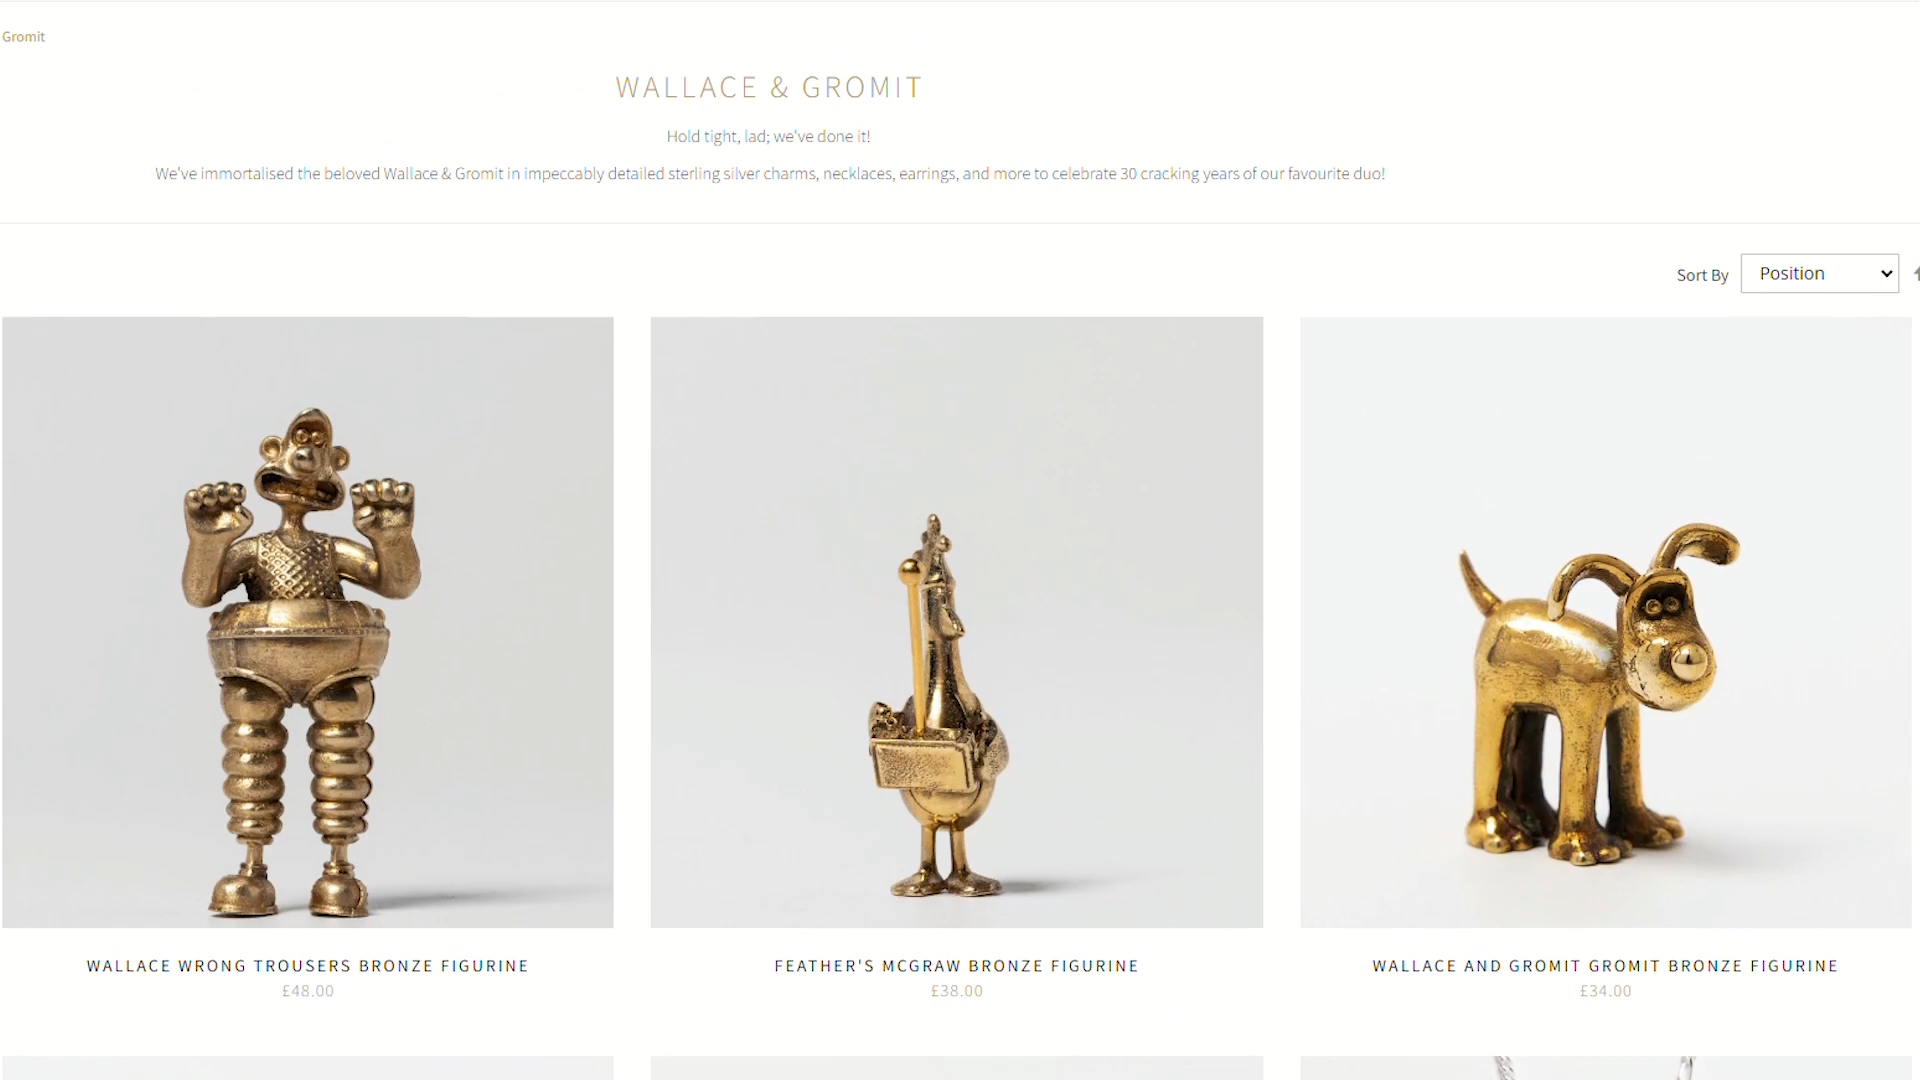 Gromit
WALLACE & GROMIT
Hold tight, lad; we've done it!
We've immortalised the beloved Wallace & Gromit in impeccably detailed sterling silver charms, necklaces, earrings, and more to celebrate 30 cracking years of our favourite duo!
Sort By Position
WALLACE WRONG TROUSERS BRONZE FIGURINE
£48.00
FEATHER'S MCGRAW BRONZE FIGURINE
£38.00
WALLACE AND GROMIT GROMIT BRONZE FIGURINE
£34.00